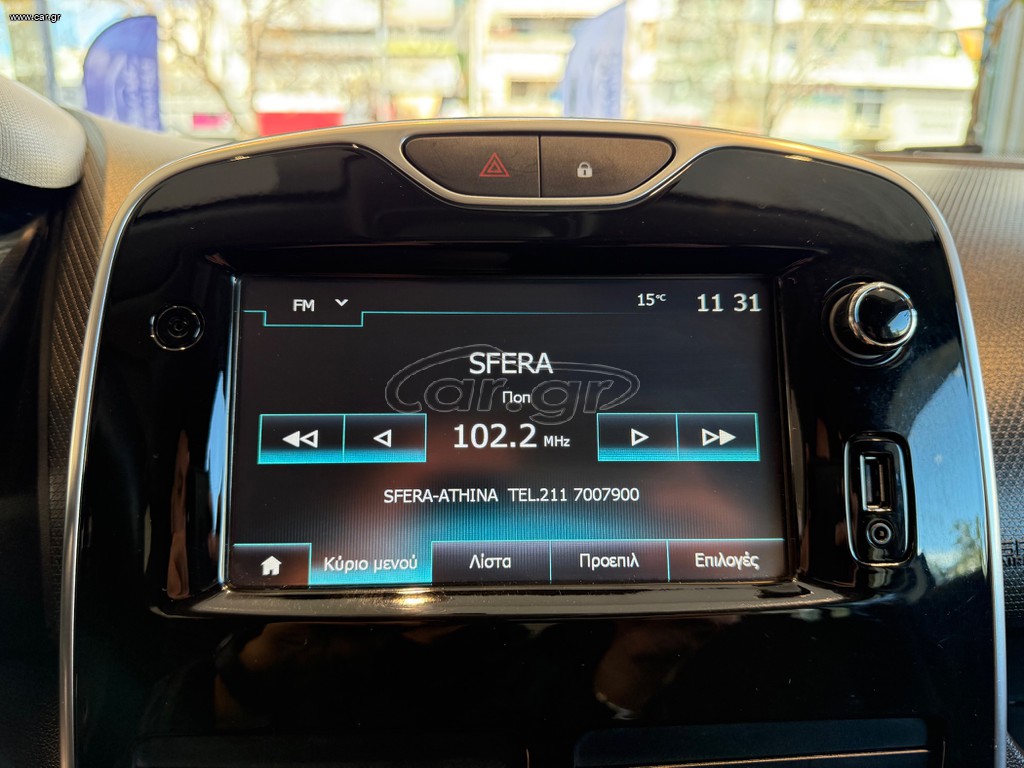 www.car.gr
FM 15°C 11 31
SFERA
car.gr
Ποπ
102.2 MHz
SFERA-ATHINA TEL.211 7007900
Κύριο μενού Λίστα Προεπιλ Επιλογές